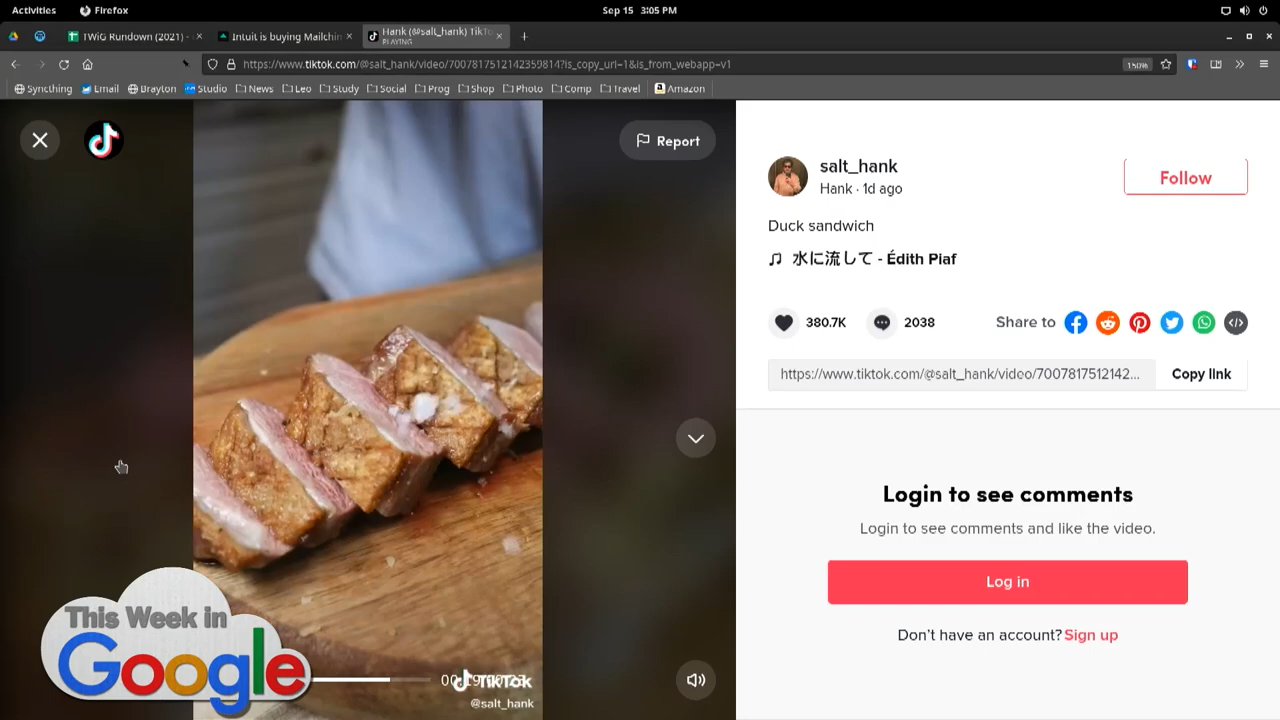 Activities
Firefox
Sep 15 3:05 PM
TWiG Rundown (2021) -
Intuit is buying Mailchim
Hank (@salt_hank) TikTo
PLAYING
https://www.tiktok.com/@salt_hank/video/7007817512142359814?is_copy_url=1&is_from_webapp=v1
150%
Syncthing
Email
Brayton
Studio
News
Leo
Study
Social
Prog
Shop
Photo
Comp
Travel
Amazon
Report
salt_hank
Hank · 1d ago
Follow
Duck sandwich
水に流して - Édith Piaf
380.7K
2038
Share to
https://www.tiktok.com/@salt_hank/video/7007817512142...
Copy link
Login to see comments
Login to see comments and like the video.
Log in
Don't have an account? Sign up
This Week in
Google
TikTok
@salt_hank